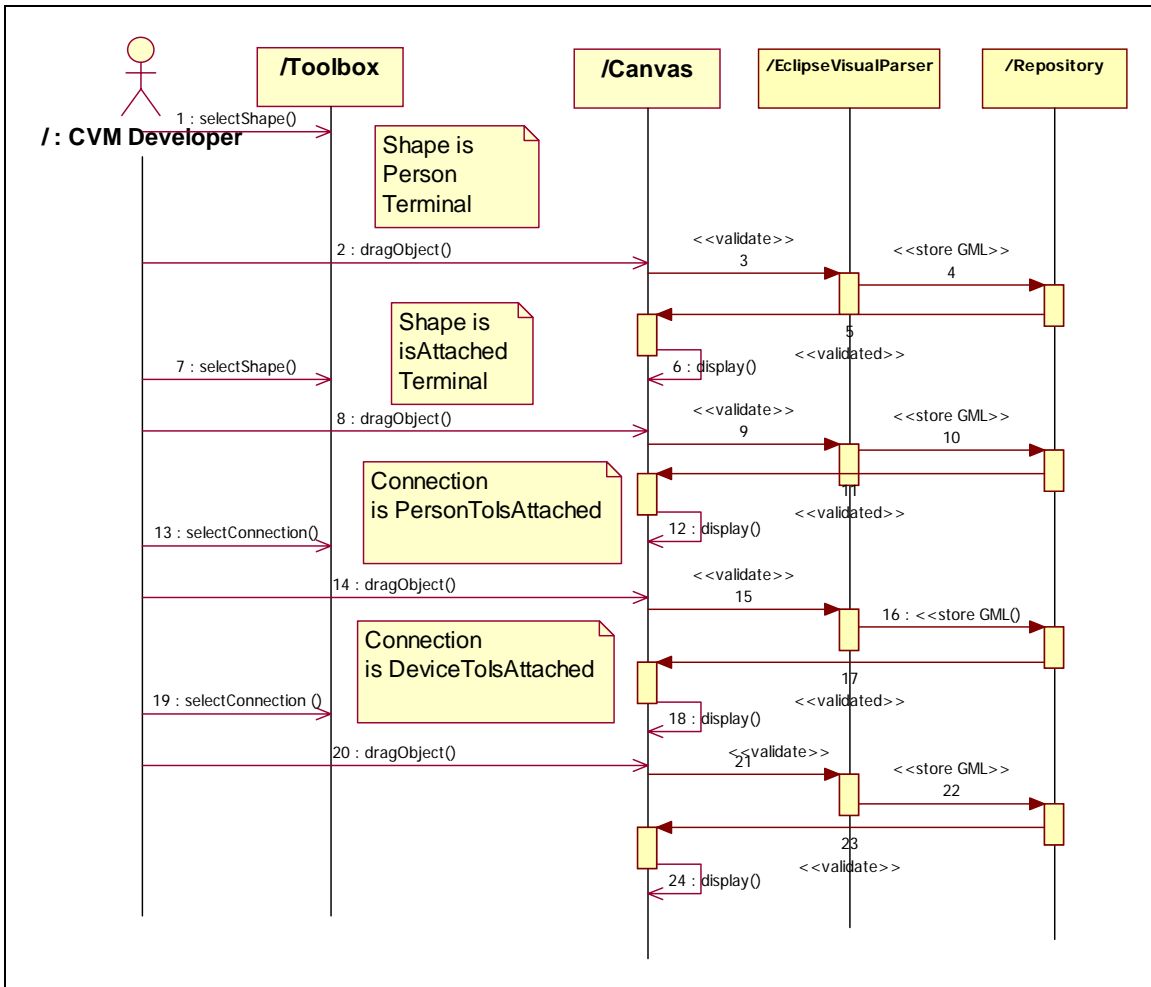 /Toolbox
/Canvas
/EclipseVisualParser
/Repository
1 : selectShape()
/ : CVM Developer
Shape is
Person
Terminal
2 : dragObject()
<<validate>>
3
<<store GML>>
4
5
<<validated>>
Shape is
isAttached
Terminal
6 : display()
7 : selectShape()
8 : dragObject()
<<validate>>
9
<<store GML>>
10
11
<<validated>>
Connection
is PersonToIsAttached
12 : display()
13 : selectConnection()
14 : dragObject()
<<validate>>
15
16 : <<store GML()
17
<<validated>>
Connection
is DeviceToIsAttached
18 : display()
19 : selectConnection ()
20 : dragObject()
<<validate>>
21
<<store GML>>
22
23
<<validate>>
24 : display()